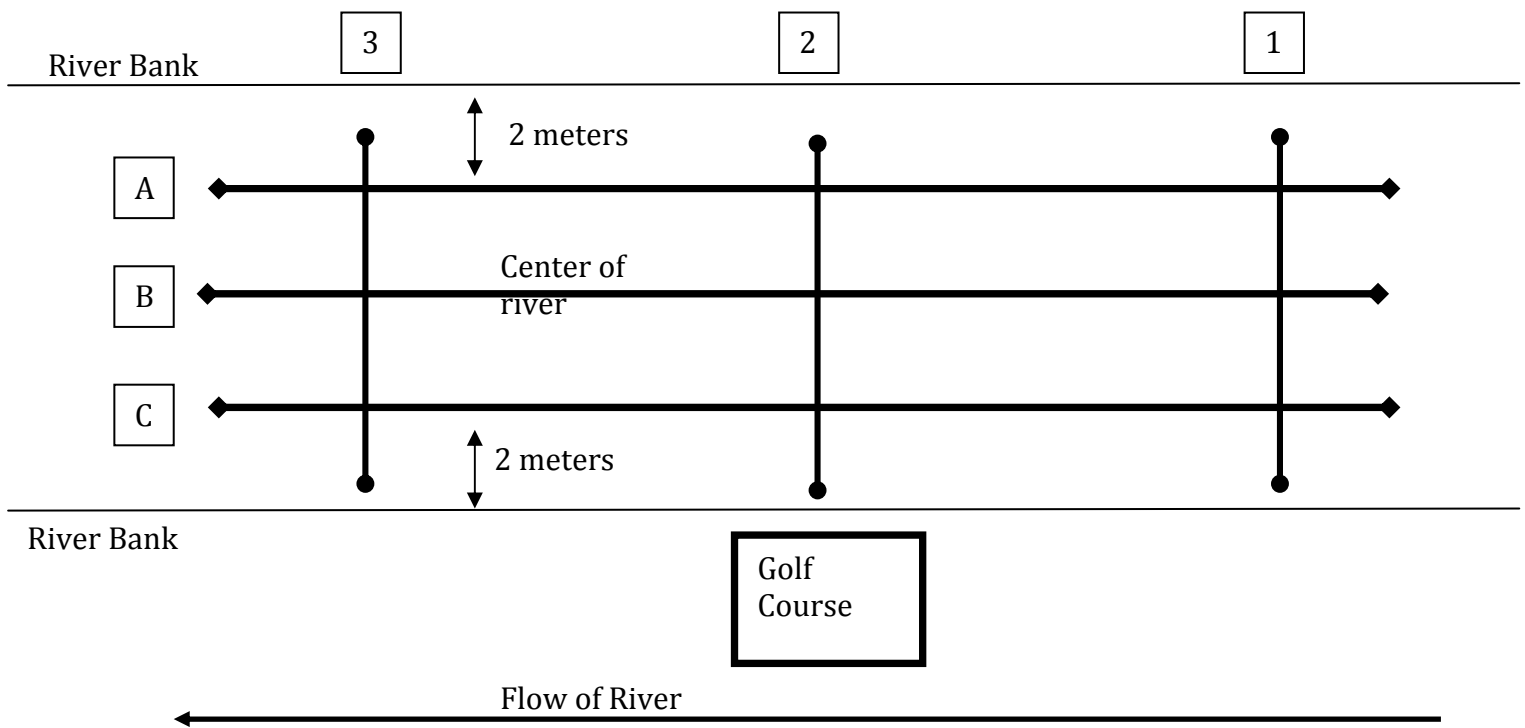 3
2
1
River Bank
2 meters
A
Center of
river
B
C
2 meters
River Bank
Golf
Course
Flow of River